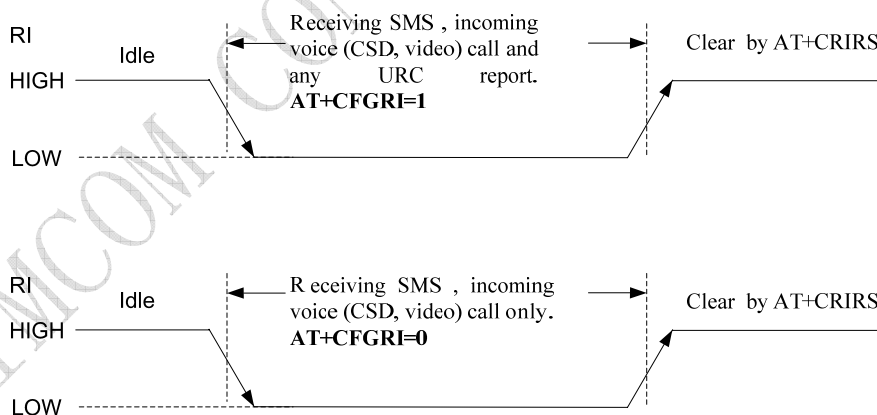 RI
Idle
Receiving SMS , incoming
voice (CSD, video) call and
any URC report.
AT+CFGRI=1
Clear by AT+CRIRS
HIGH
LOW
RI
Idle
R eceiving SMS , incoming
voice (CSD, video) call only.
AT+CFGRI=0
Clear by AT+CRIRS
HIGH
LOW